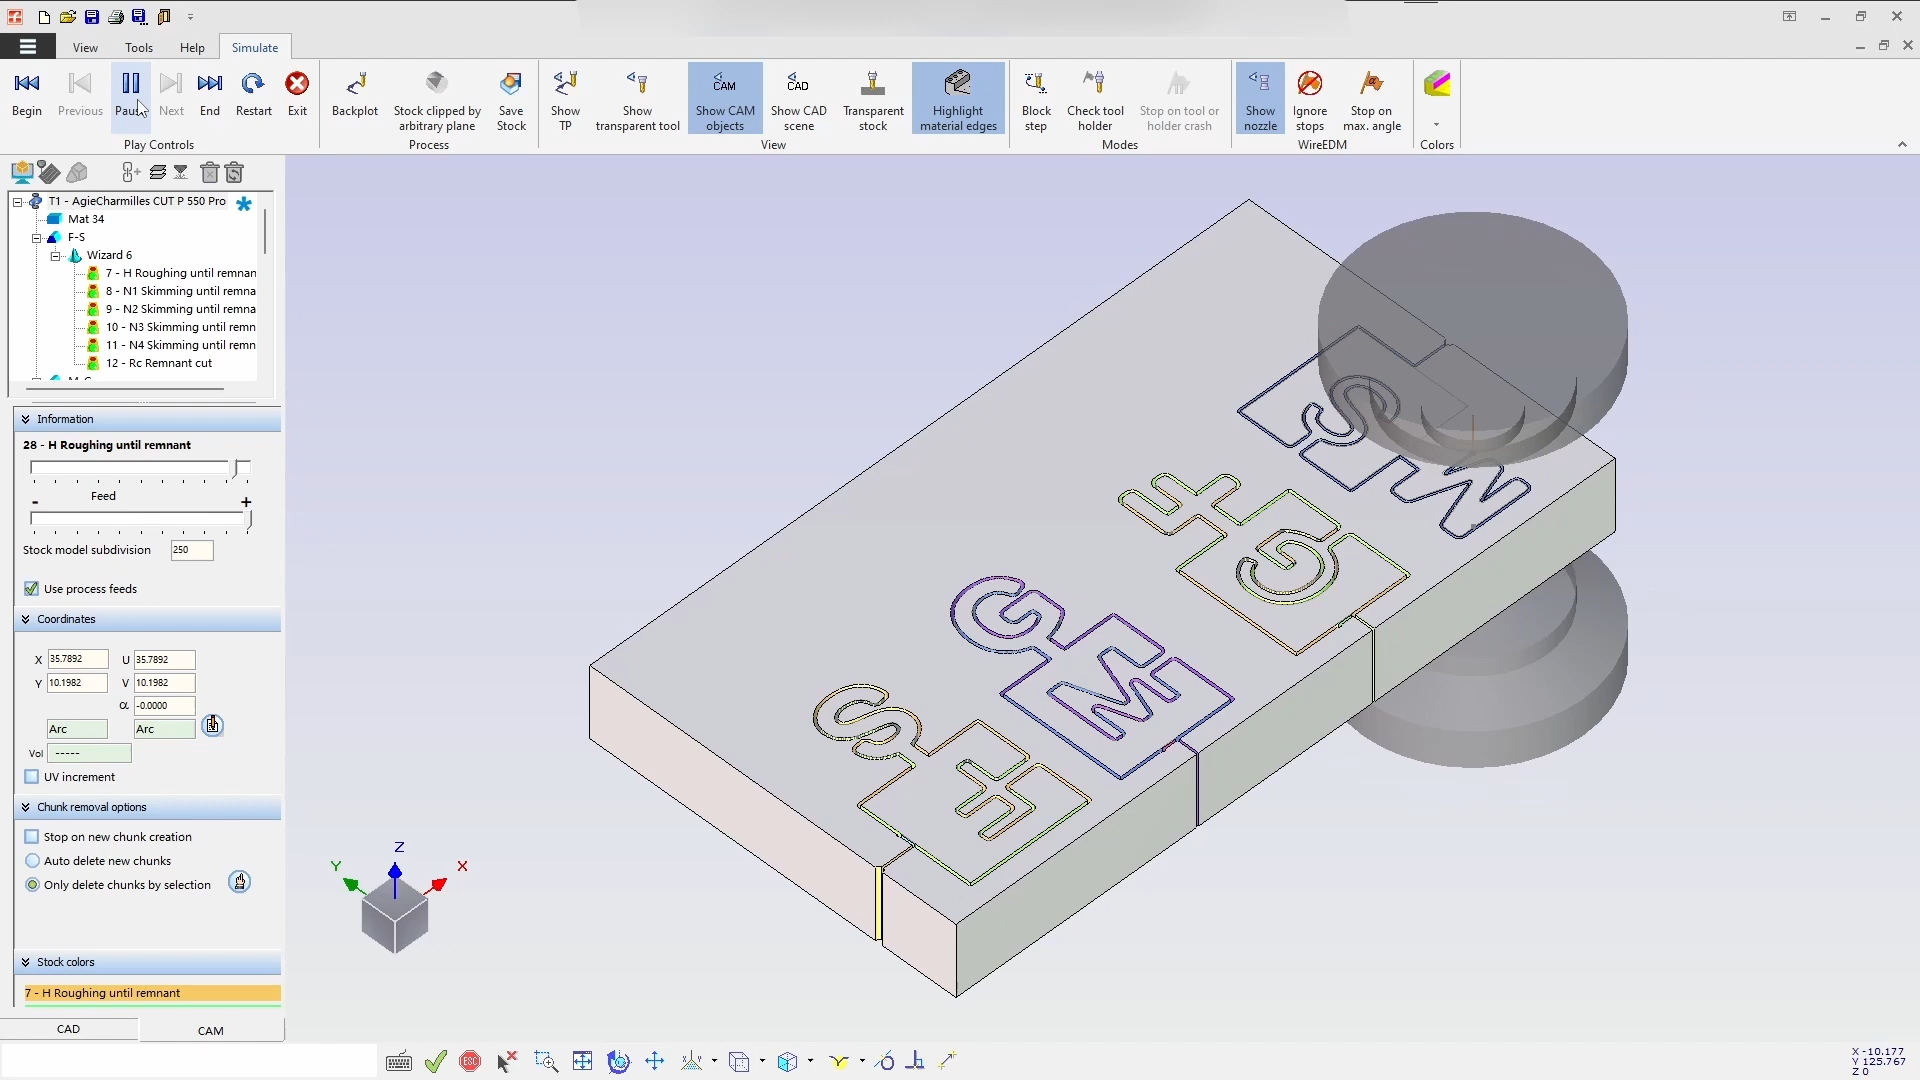 View Tools Help Simulate
Begin Previous Pause Next End Restart Exit
Play Controls
Backplot Stock clipped by arbitrary plane Save Stock
Process
Show TP Show transparent tool Show CAM objects Show CAD scene Transparent stock Highlight material edges
CAM CAD
View
Block step Check tool holder Stop on tool or holder crash
Modes
Show nozzle Ignore stops Stop on max. angle
WireEDM
Colors
T1 - AgieCharmilles CUT P 550 Pro
Mat 34
F-S
Wizard 6
7 - H Roughing until remnan
8 - N1 Skimming until remna
9 - N2 Skimming until remna
10 - N3 Skimming until remn
11 - N4 Skimming until remn
12 - Rc Remnant cut
Information
28 - H Roughing until remnant
Feed
- +
Stock model subdivision 250
Use process feeds
Coordinates
X 35.7892 U 35.7892
Y 10.1982 V 10.1982
α -0.0000
Arc Arc
Vol -----
UV increment
Chunk removal options
Stop on new chunk creation
Auto delete new chunks
Only delete chunks by selection
Stock colors
7 - H Roughing until remnant
CAD CAM
Z
Y X
S F
G M
F 5
S M
ESC
X -10.177
Y 125.767
Z 0